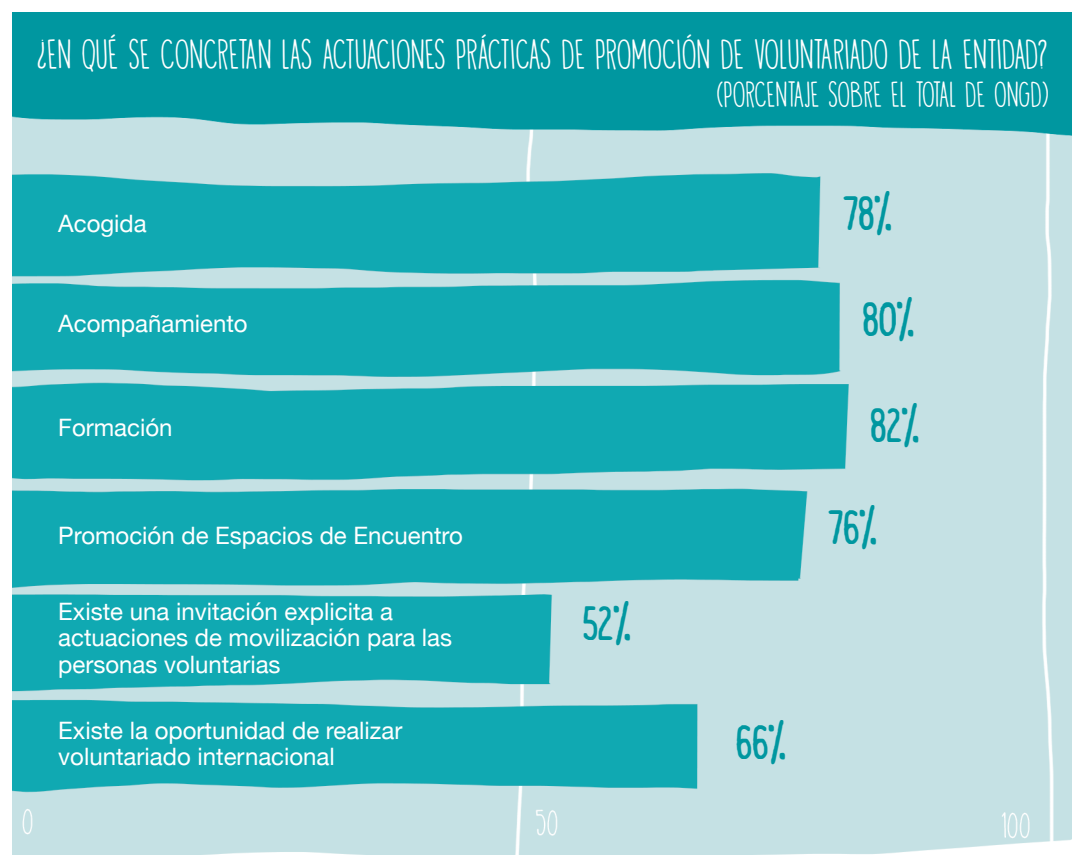 ¿EN QUÉ SE CONCRETAN LAS ACTUACIONES PRÁCTICAS DE PROMOCIÓN DE VOLUNTARIADO DE LA ENTIDAD?
(PORCENTAJE SOBRE EL TOTAL DE ONGD)
Acogida
78%
Acompañamiento
80%
Formación
82%
Promoción de Espacios de Encuentro
76%
Existe una invitación explicita a
actuaciones de movilización para las
personas voluntarias
52%
Existe la oportunidad de realizar
voluntariado internacional
66%
0 50 100